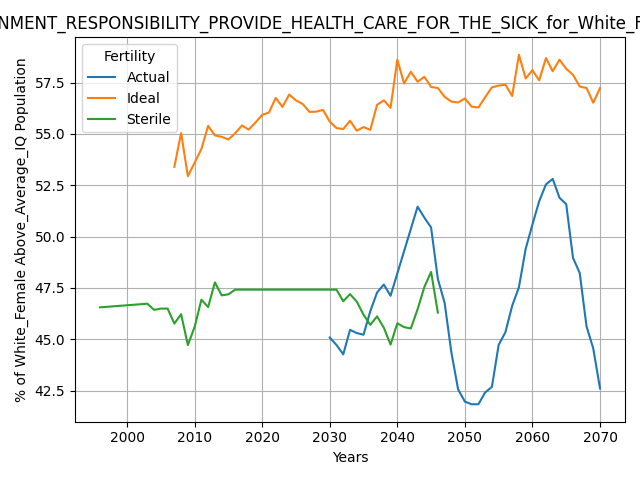 NMENT_RESPONSIBILITY_PROVIDE_HEALTH_CARE_FOR_THE_SICK_for_White_F
Fertility
Actual
Ideal
Sterile
% of White_Female Above_Average_IQ Population
57.5
55.0
52.5
50.0
47.5
45.0
42.5
2000 2010 2020 2030 2040 2050 2060 2070
Years